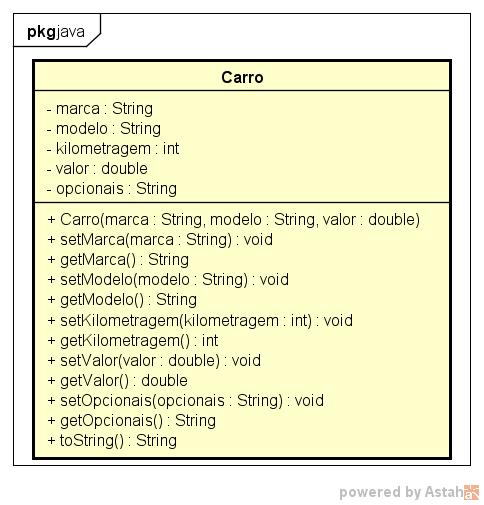 pkg java
Carro
- marca : String
- modelo : String
- kilometragem : int
- valor : double
- opcionais : String
+ Carro(marca : String, modelo : String, valor : double)
+ setMarca(marca : String) : void
+ getMarca() : String
+ setModelo(modelo : String) : void
+ getModelo() : String
+ setKilometragem(kilometragem : int) : void
+ getKilometragem() : int
+ setValor(valor : double) : void
+ getValor() : double
+ setOpcionais(opcionais : String) : void
+ getOpcionais() : String
+ toString() : String
powered by Astah